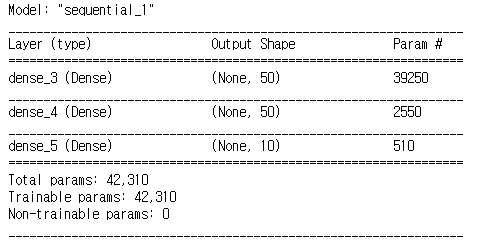 Model: "sequential_1"
_________________________________________________________________
Layer (type)                 Output Shape              Param #
=================================================================
dense_3 (Dense)              (None, 50)                39250
_________________________________________________________________
dense_4 (Dense)              (None, 50)                2550
_________________________________________________________________
dense_5 (Dense)              (None, 10)                510
=================================================================
Total params: 42,310
Trainable params: 42,310
Non-trainable params: 0
_________________________________________________________________